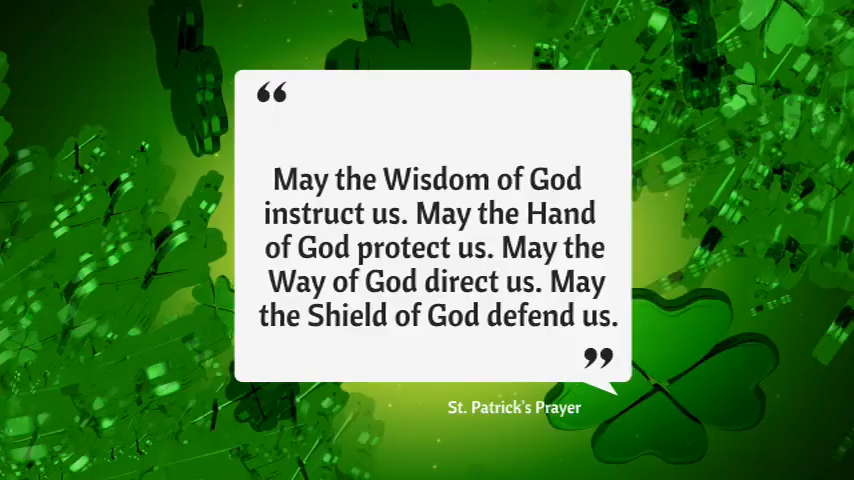 “
May the Wisdom of God
instruct us. May the Hand
of God protect us. May the
Way of God direct us. May
the Shield of God defend us.
”
St. Patrick's Prayer